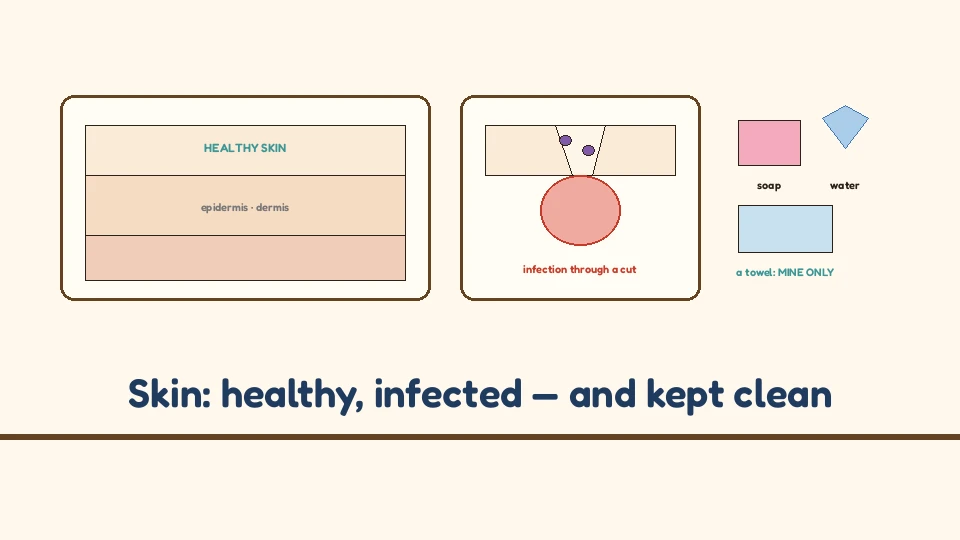 HEALTHY SKIN
epidermis · dermis
infection through a cut
soap
water
a towel: MINE ONLY
Skin: healthy, infected — and kept clean